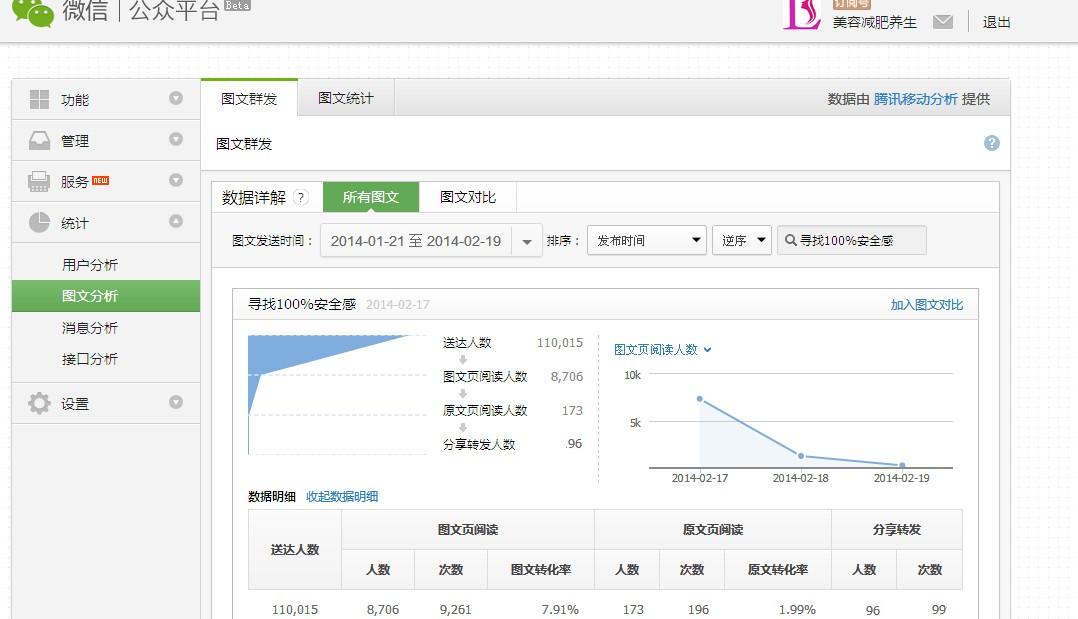 微信 | 公众平台 Beta
订阅号
美容减肥养生 退出
功能
管理
服务 NEW
统计
用户分析
图文分析
消息分析
接口分析
设置
图文群发 图文统计 数据由 腾讯移动分析 提供
图文群发 ?
数据详解 ? 所有图文 图文对比
图文发送时间： 2014-01-21 至 2014-02-19 排序： 发布时间 逆序 寻找100%安全感
寻找100%安全感 2014-02-17 加入图文对比
送达人数 110,015
图文页阅读人数 8,706
原文页阅读人数 173
分享转发人数 96
图文页阅读人数
10k
5k
2014-02-17 2014-02-18 2014-02-19
数据明细 收起数据明细
送达人数 图文页阅读 原文页阅读 分享转发
人数 次数 图文转化率 人数 次数 原文转化率 人数 次数
110,015 8,706 9,261 7.91% 173 196 1.99% 96 99